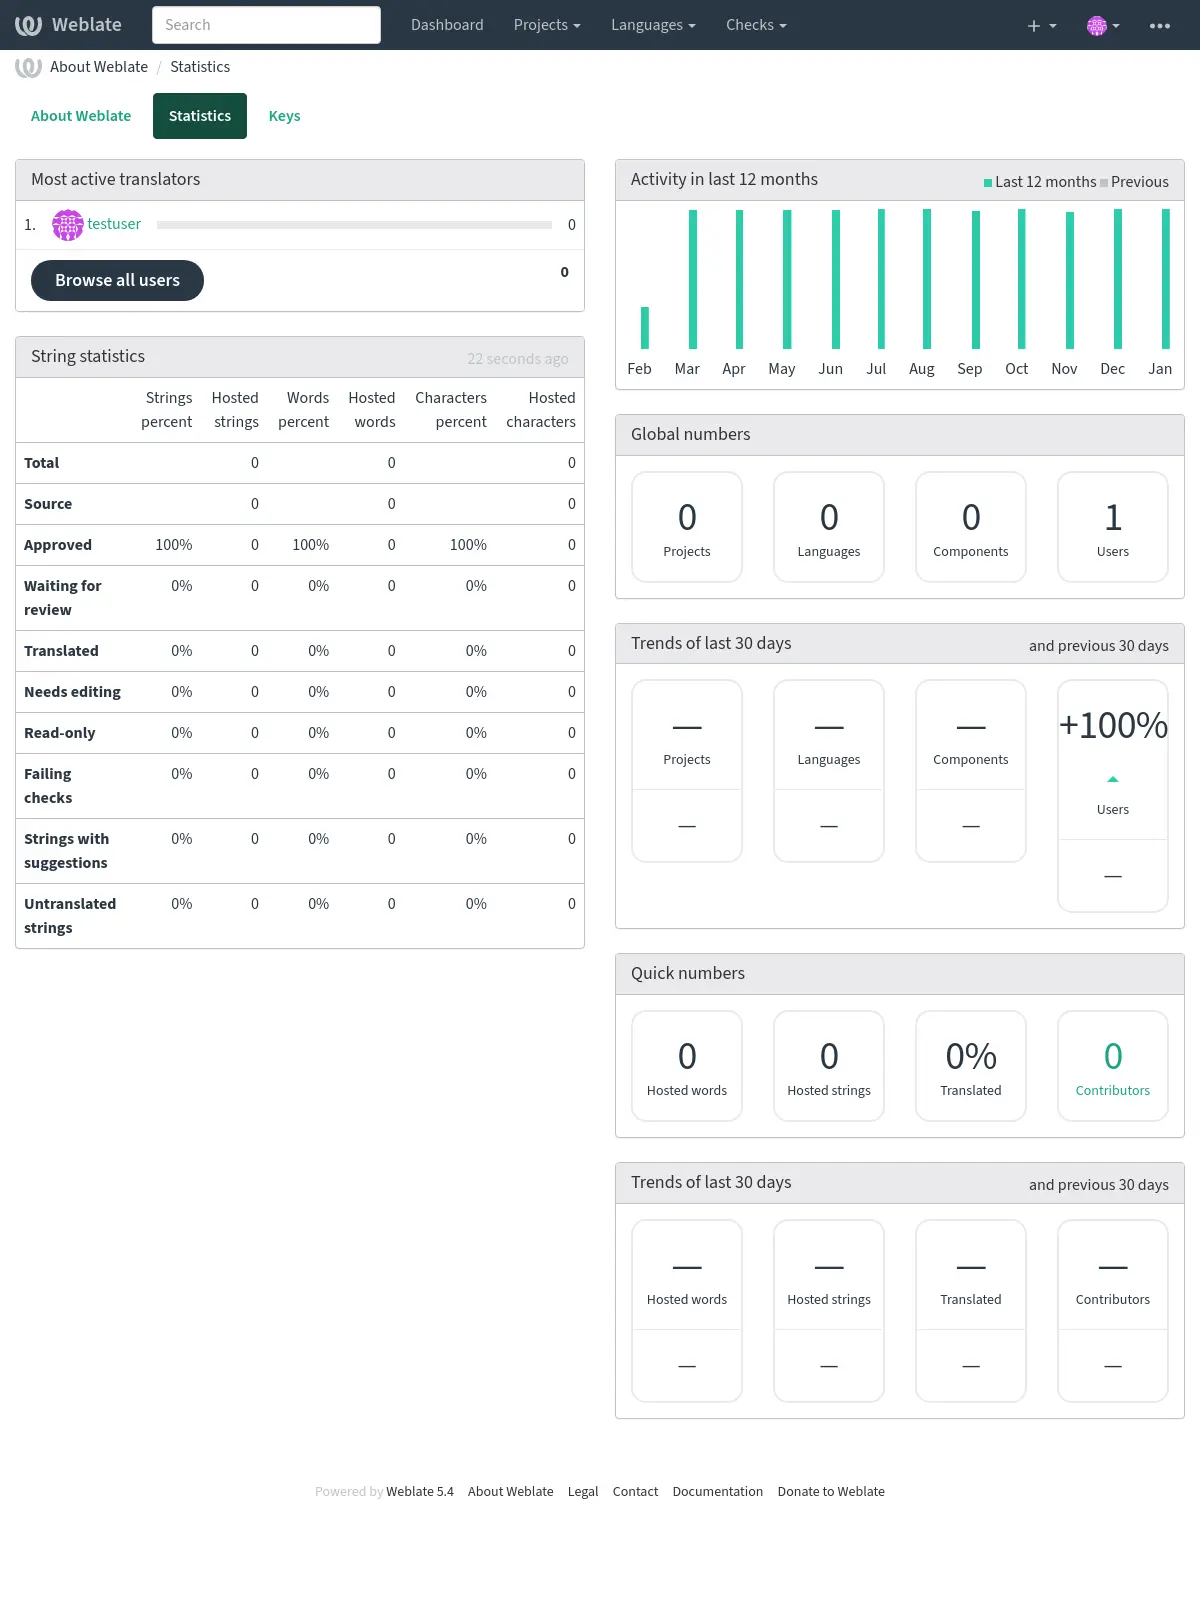 Weblate
Search
Dashboard
Projects
Languages
Checks
About Weblate / Statistics
About Weblate
Statistics
Keys
Most active translators
1. testuser 0
Browse all users 0
String statistics 22 seconds ago
Strings percent Hosted strings Words percent Hosted words Characters percent Hosted characters
Total 0 0 0
Source 0 0 0
Approved 100% 0 100% 0 100% 0
Waiting for review 0% 0 0% 0 0% 0
Translated 0% 0 0% 0 0% 0
Needs editing 0% 0 0% 0 0% 0
Read-only 0% 0 0% 0 0% 0
Failing checks 0% 0 0% 0 0% 0
Strings with suggestions 0% 0 0% 0 0% 0
Untranslated strings 0% 0 0% 0 0% 0
Activity in last 12 months Last 12 months Previous
Feb Mar Apr May Jun Jul Aug Sep Oct Nov Dec Jan
Global numbers
0 0 0 1
Projects Languages Components Users
Trends of last 30 days and previous 30 days
— — — +100%
Projects Languages Components Users
— — — —
Quick numbers
0 0 0% 0
Hosted words Hosted strings Translated Contributors
Trends of last 30 days and previous 30 days
— — — —
Hosted words Hosted strings Translated Contributors
— — — —
Powered by Weblate 5.4 About Weblate Legal Contact Documentation Donate to Weblate